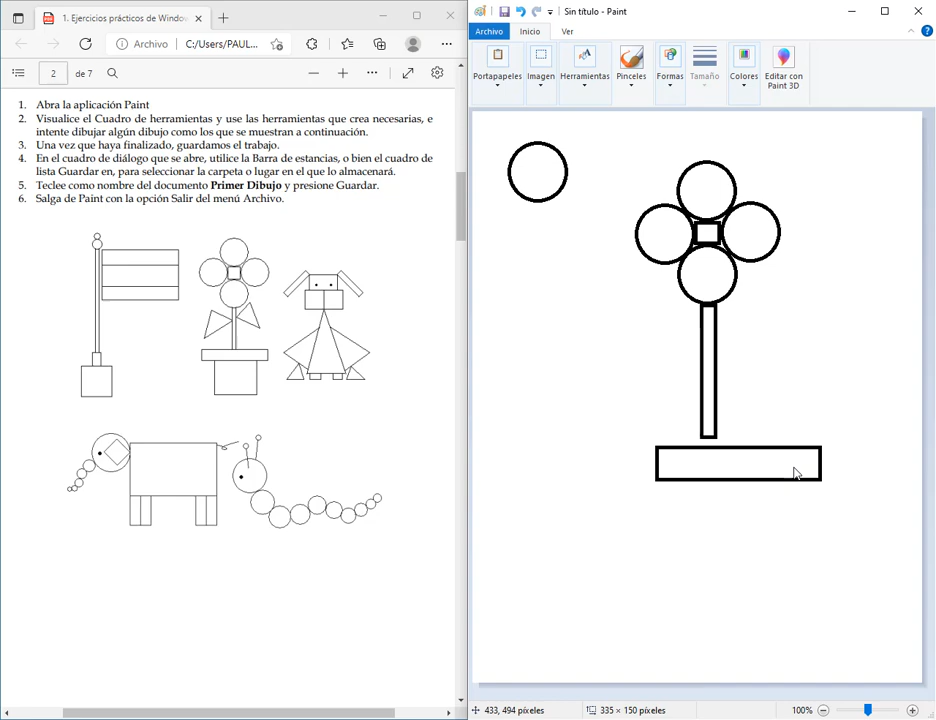 1. Ejercicios prácticos de Window
Archivo
C:/Users/PAUL...
2
de 7
1. Abra la aplicación Paint
2. Visualice el Cuadro de herramientas y use las herramientas que crea necesarias, e
intente dibujar algún dibujo como los que se muestran a continuación.
3. Una vez que haya finalizado, guardamos el trabajo.
4. En el cuadro de diálogo que se abre, utilice la Barra de estancias, o bien el cuadro de
lista Guardar en, para seleccionar la carpeta o lugar en el que lo almacenará.
5. Teclee como nombre del documento Primer Dibujo y presione Guardar.
6. Salga de Paint con la opción Salir del menú Archivo.
Sin título - Paint
Archivo Inicio Ver
Portapapeles
Imagen
Herramientas
Pinceles
Formas
Tamaño
Colores
Editar con
Paint 3D
433, 494 píxeles
335 × 150 píxeles
100%